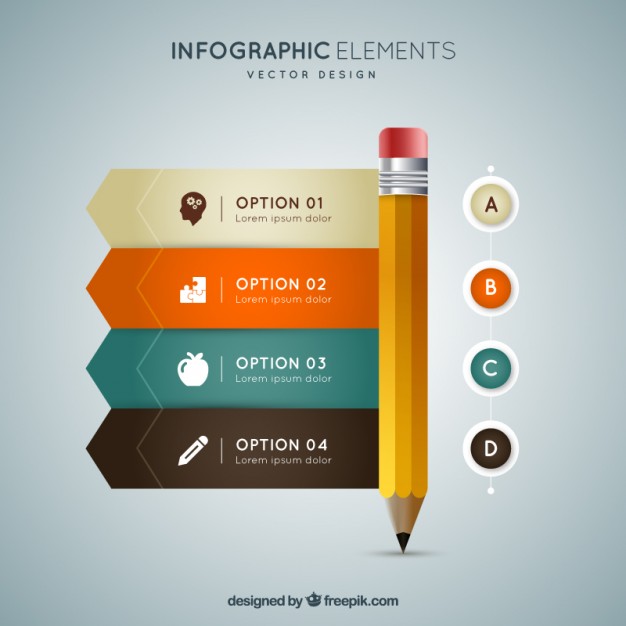 INFOGRAPHIC ELEMENTS
VECTOR DESIGN
OPTION 01
Lorem ipsum dolor
A
OPTION 02
Lorem ipsum dolor
B
OPTION 03
Lorem ipsum dolor
C
OPTION 04
Lorem ipsum dolor
D
designed by freepik.com